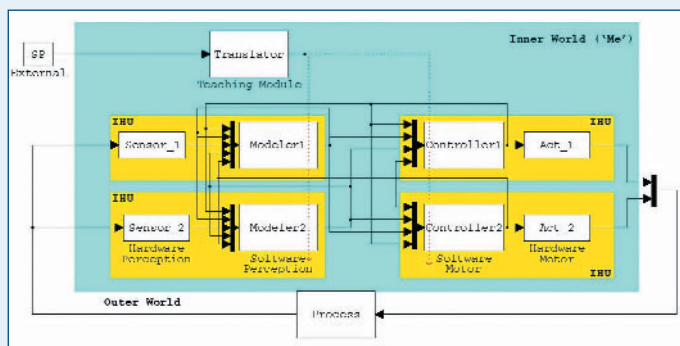 Inner World ('Me')
SP
External
Translator
Teaching Module
IHU
IHU
Sensor_1
Modeler1
Controller1
Act_1
Sensor_2
Modeler2
Controller2
Act_2
Hardware
Perception
Software
Perception
Software
Motor
Hardware
Motor
IHU
IHU
Outer World
Process